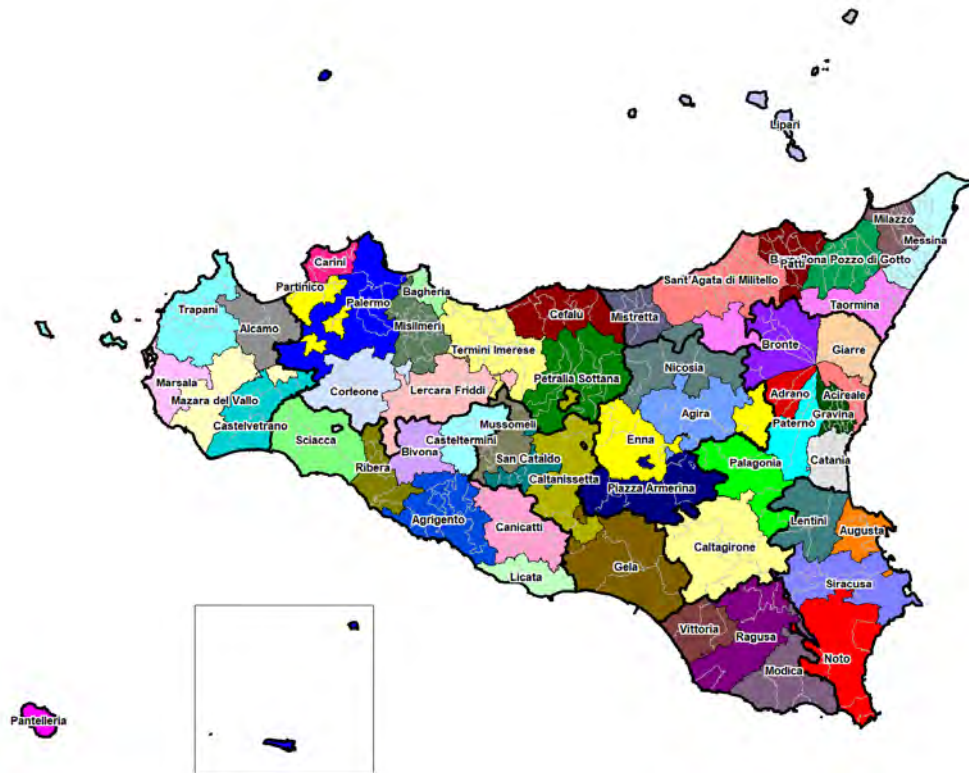 Lipari
Milazzo
Messina
Barcellona Pozzo di Gotto
Patti
Carini
Sant'Agata di Militello
Bagheria
Partinico
Palermo
Trapani
Taormina
Cefalù
Mistretta
Alcamo
Misilmeri
Bronte
Termini Imerese
Giarre
Nicosia
Petralia Sottana
Marsala
Corleone
Lercara Friddi
Adrano
Acireale
Mazara del Vallo
Agira
Gravina
Mussomeli
Paternò
Castelvetrano
Sciacca
Casteltermini
Enna
Bivona
San Cataldo
Catania
Palagonia
Ribera
Caltanissetta
Piazza Armerina
Agrigento
Lentini
Canicatti
Augusta
Caltagirone
Gela
Licata
Siracusa
Vittoria
Ragusa
Noto
Modica
Pantelleria